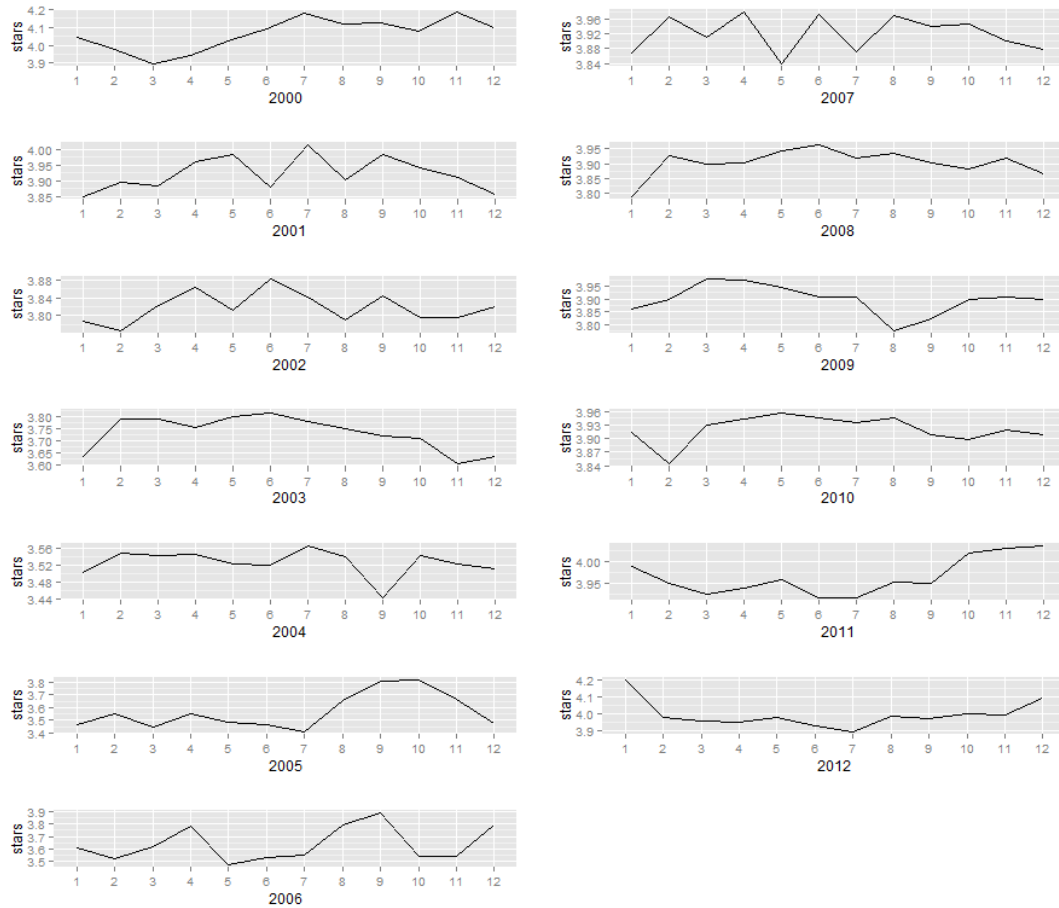 stars
4.2
4.1
4.0
3.9
1 2 3 4 5 6 7 8 9 10 11 12
2000
stars
4.00
3.95
3.90
3.85
1 2 3 4 5 6 7 8 9 10 11 12
2001
stars
3.88
3.84
3.80
1 2 3 4 5 6 7 8 9 10 11 12
2002
stars
3.80
3.75
3.70
3.65
3.60
1 2 3 4 5 6 7 8 9 10 11 12
2003
stars
3.56
3.52
3.48
3.44
1 2 3 4 5 6 7 8 9 10 11 12
2004
stars
3.8
3.7
3.6
3.5
3.4
1 2 3 4 5 6 7 8 9 10 11 12
2005
stars
3.9
3.8
3.7
3.6
3.5
1 2 3 4 5 6 7 8 9 10 11 12
2006
stars
3.96
3.92
3.88
3.84
1 2 3 4 5 6 7 8 9 10 11 12
2007
stars
3.95
3.90
3.85
3.80
1 2 3 4 5 6 7 8 9 10 11 12
2008
stars
3.95
3.90
3.85
3.80
1 2 3 4 5 6 7 8 9 10 11 12
2009
stars
3.96
3.93
3.90
3.87
3.84
1 2 3 4 5 6 7 8 9 10 11 12
2010
stars
4.00
3.95
1 2 3 4 5 6 7 8 9 10 11 12
2011
stars
4.2
4.1
4.0
3.9
1 2 3 4 5 6 7 8 9 10 11 12
2012